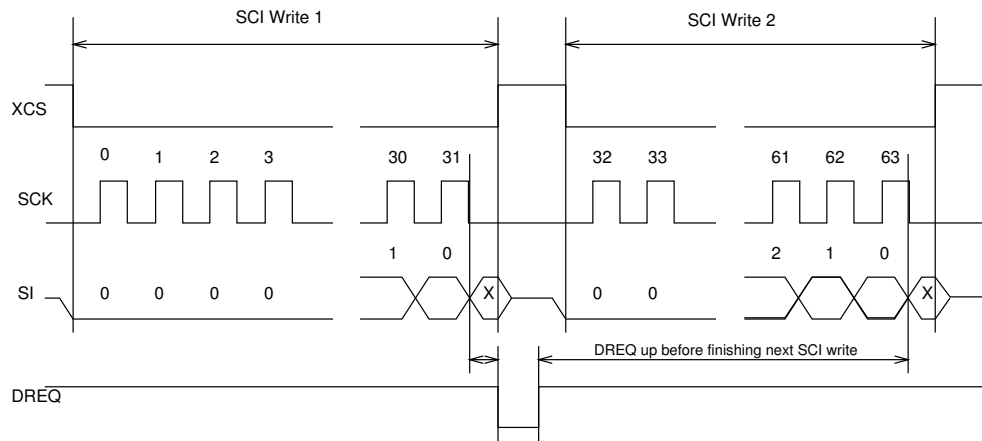 SCI Write 1
SCI Write 2
XCS
0 1 2 3 30 31 32 33 61 62 63
SCK
1 0 2 1 0
SI 0 0 0 0 X 0 0 X
DREQ up before finishing next SCI write
DREQ